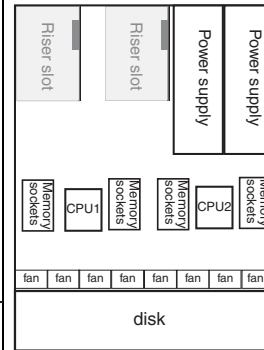 Riser slot
Riser slot
Power supply
Power supply
Memory
sockets
CPU1
Memory
sockets
Memory
sockets
CPU2
Memory
sockets
fan fan fan fan fan fan fan fan
disk